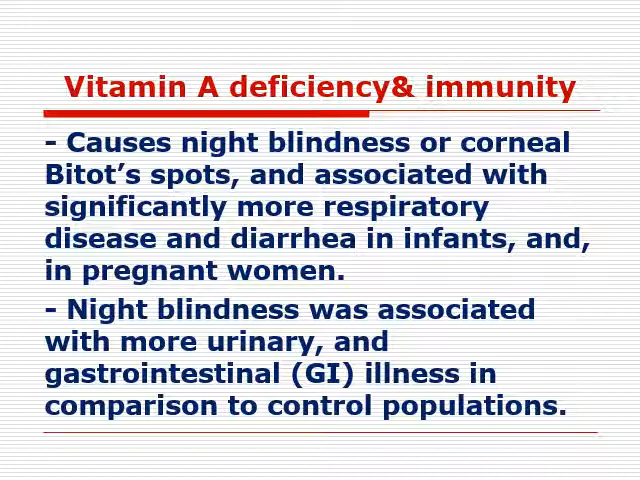 Vitamin A deficiency& immunity
- Causes night blindness or corneal
Bitot’s spots, and associated with
significantly more respiratory
disease and diarrhea in infants, and,
in pregnant women.
- Night blindness was associated
with more urinary, and
gastrointestinal (GI) illness in
comparison to control populations.